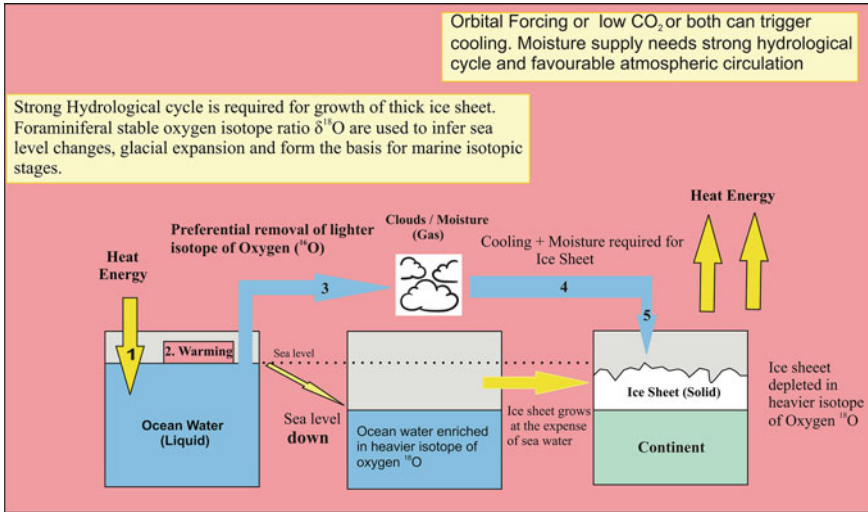 Orbital Forcing or low CO₂ or both can trigger
cooling. Moisture supply needs strong hydrological
cycle and favourable atmospheric circulation
Strong Hydrological cycle is required for growth of thick ice sheet.
Foraminiferal stable oxygen isotope ratio δ¹⁸O are used to infer sea
level changes, glacial expansion and form the basis for marine isotopic
stages.
Heat Energy
Preferential removal of lighter
isotope of Oxygen (¹⁶O)
Clouds / Moisture
(Gas)
Cooling + Moisture required for
Ice Sheet
Heat
Energy
3
4
5
1
2. Warming
Sea level
Sea level
down
Ocean Water
(Liquid)
Ocean water enriched
in heavier isotope of
oxygen ¹⁸O
Ice sheet grows
at the expense
of sea water
Ice Sheet (Solid)
Continent
Ice sheeet
depleted in
heavier isotope
of Oxygen ¹⁸O